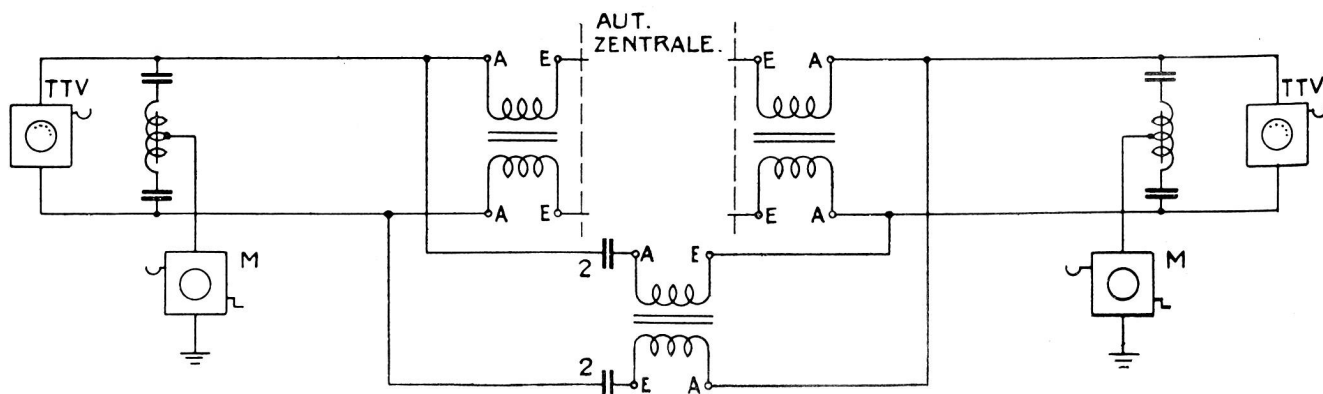 AUT.
ZENTRALE.
A E E A
TTV TTV
A E E A
M 2 A E M
2 E A